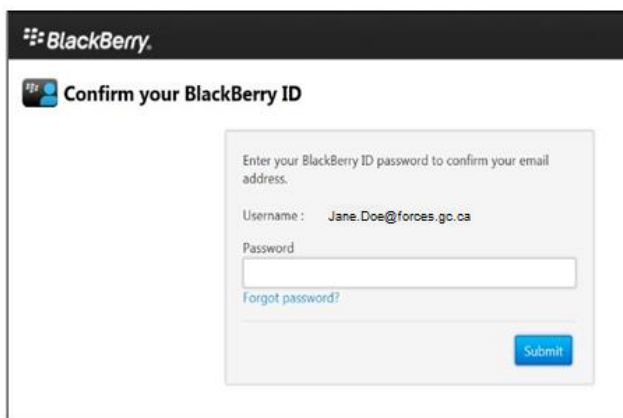 BlackBerry.
Confirm your BlackBerry ID
Enter your BlackBerry ID password to confirm your email
address.
Username : Jane.Doe@forces.gc.ca
Password
Forgot password?
Submit